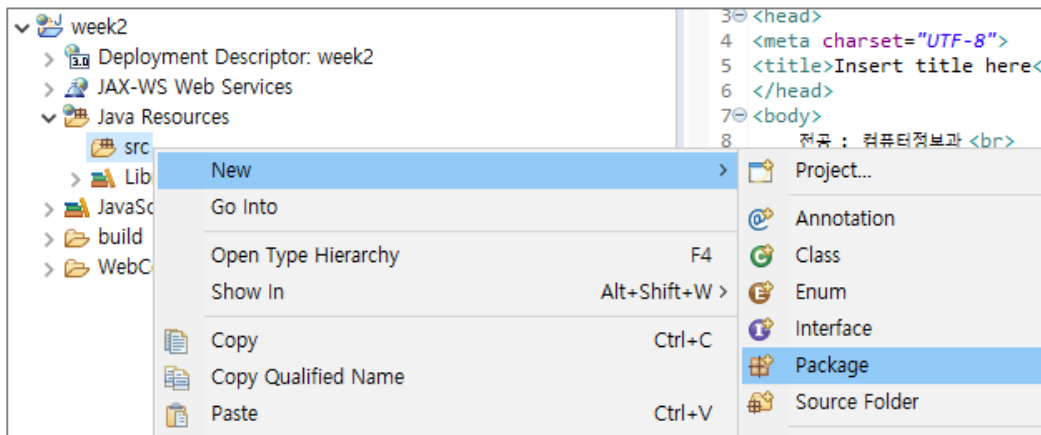 week2
3.0 Deployment Descriptor: week2
JAX-WS Web Services
Java Resources
src
Lib
JavaSc
build
WebC
3 <head>
4 <meta charset="UTF-8">
5 <title>Insert title here<
6 </head>
7 <body>
8 전공 : 컴퓨터정보과 <br>
New
Go Into
Open Type Hierarchy F4
Show In Alt+Shift+W >
Copy Ctrl+C
Copy Qualified Name
Paste Ctrl+V
Project...
Annotation
Class
Enum
Interface
Package
Source Folder